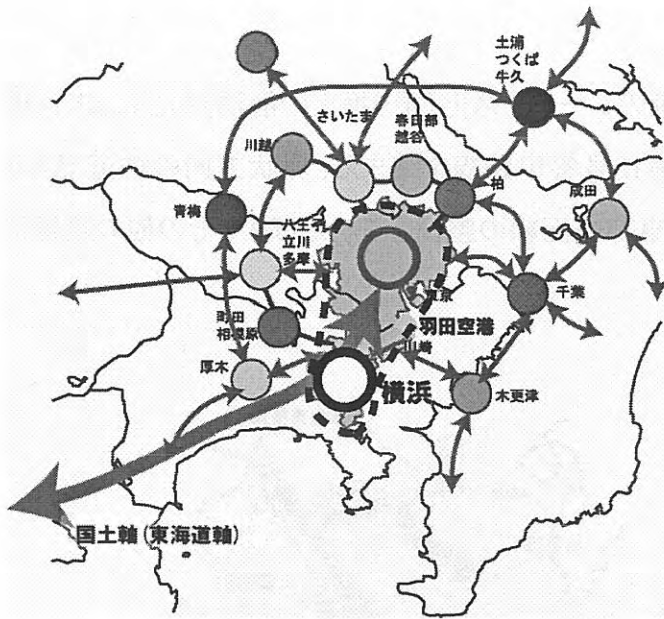 土浦
つくば
牛久
さいたま
春日部
越谷
川越
柏
成田
青梅
八王子
立川
多摩
東京
千葉
町田
相模原
羽田空港
川崎
厚木
横浜
木更津
国土軸(東海道軸)